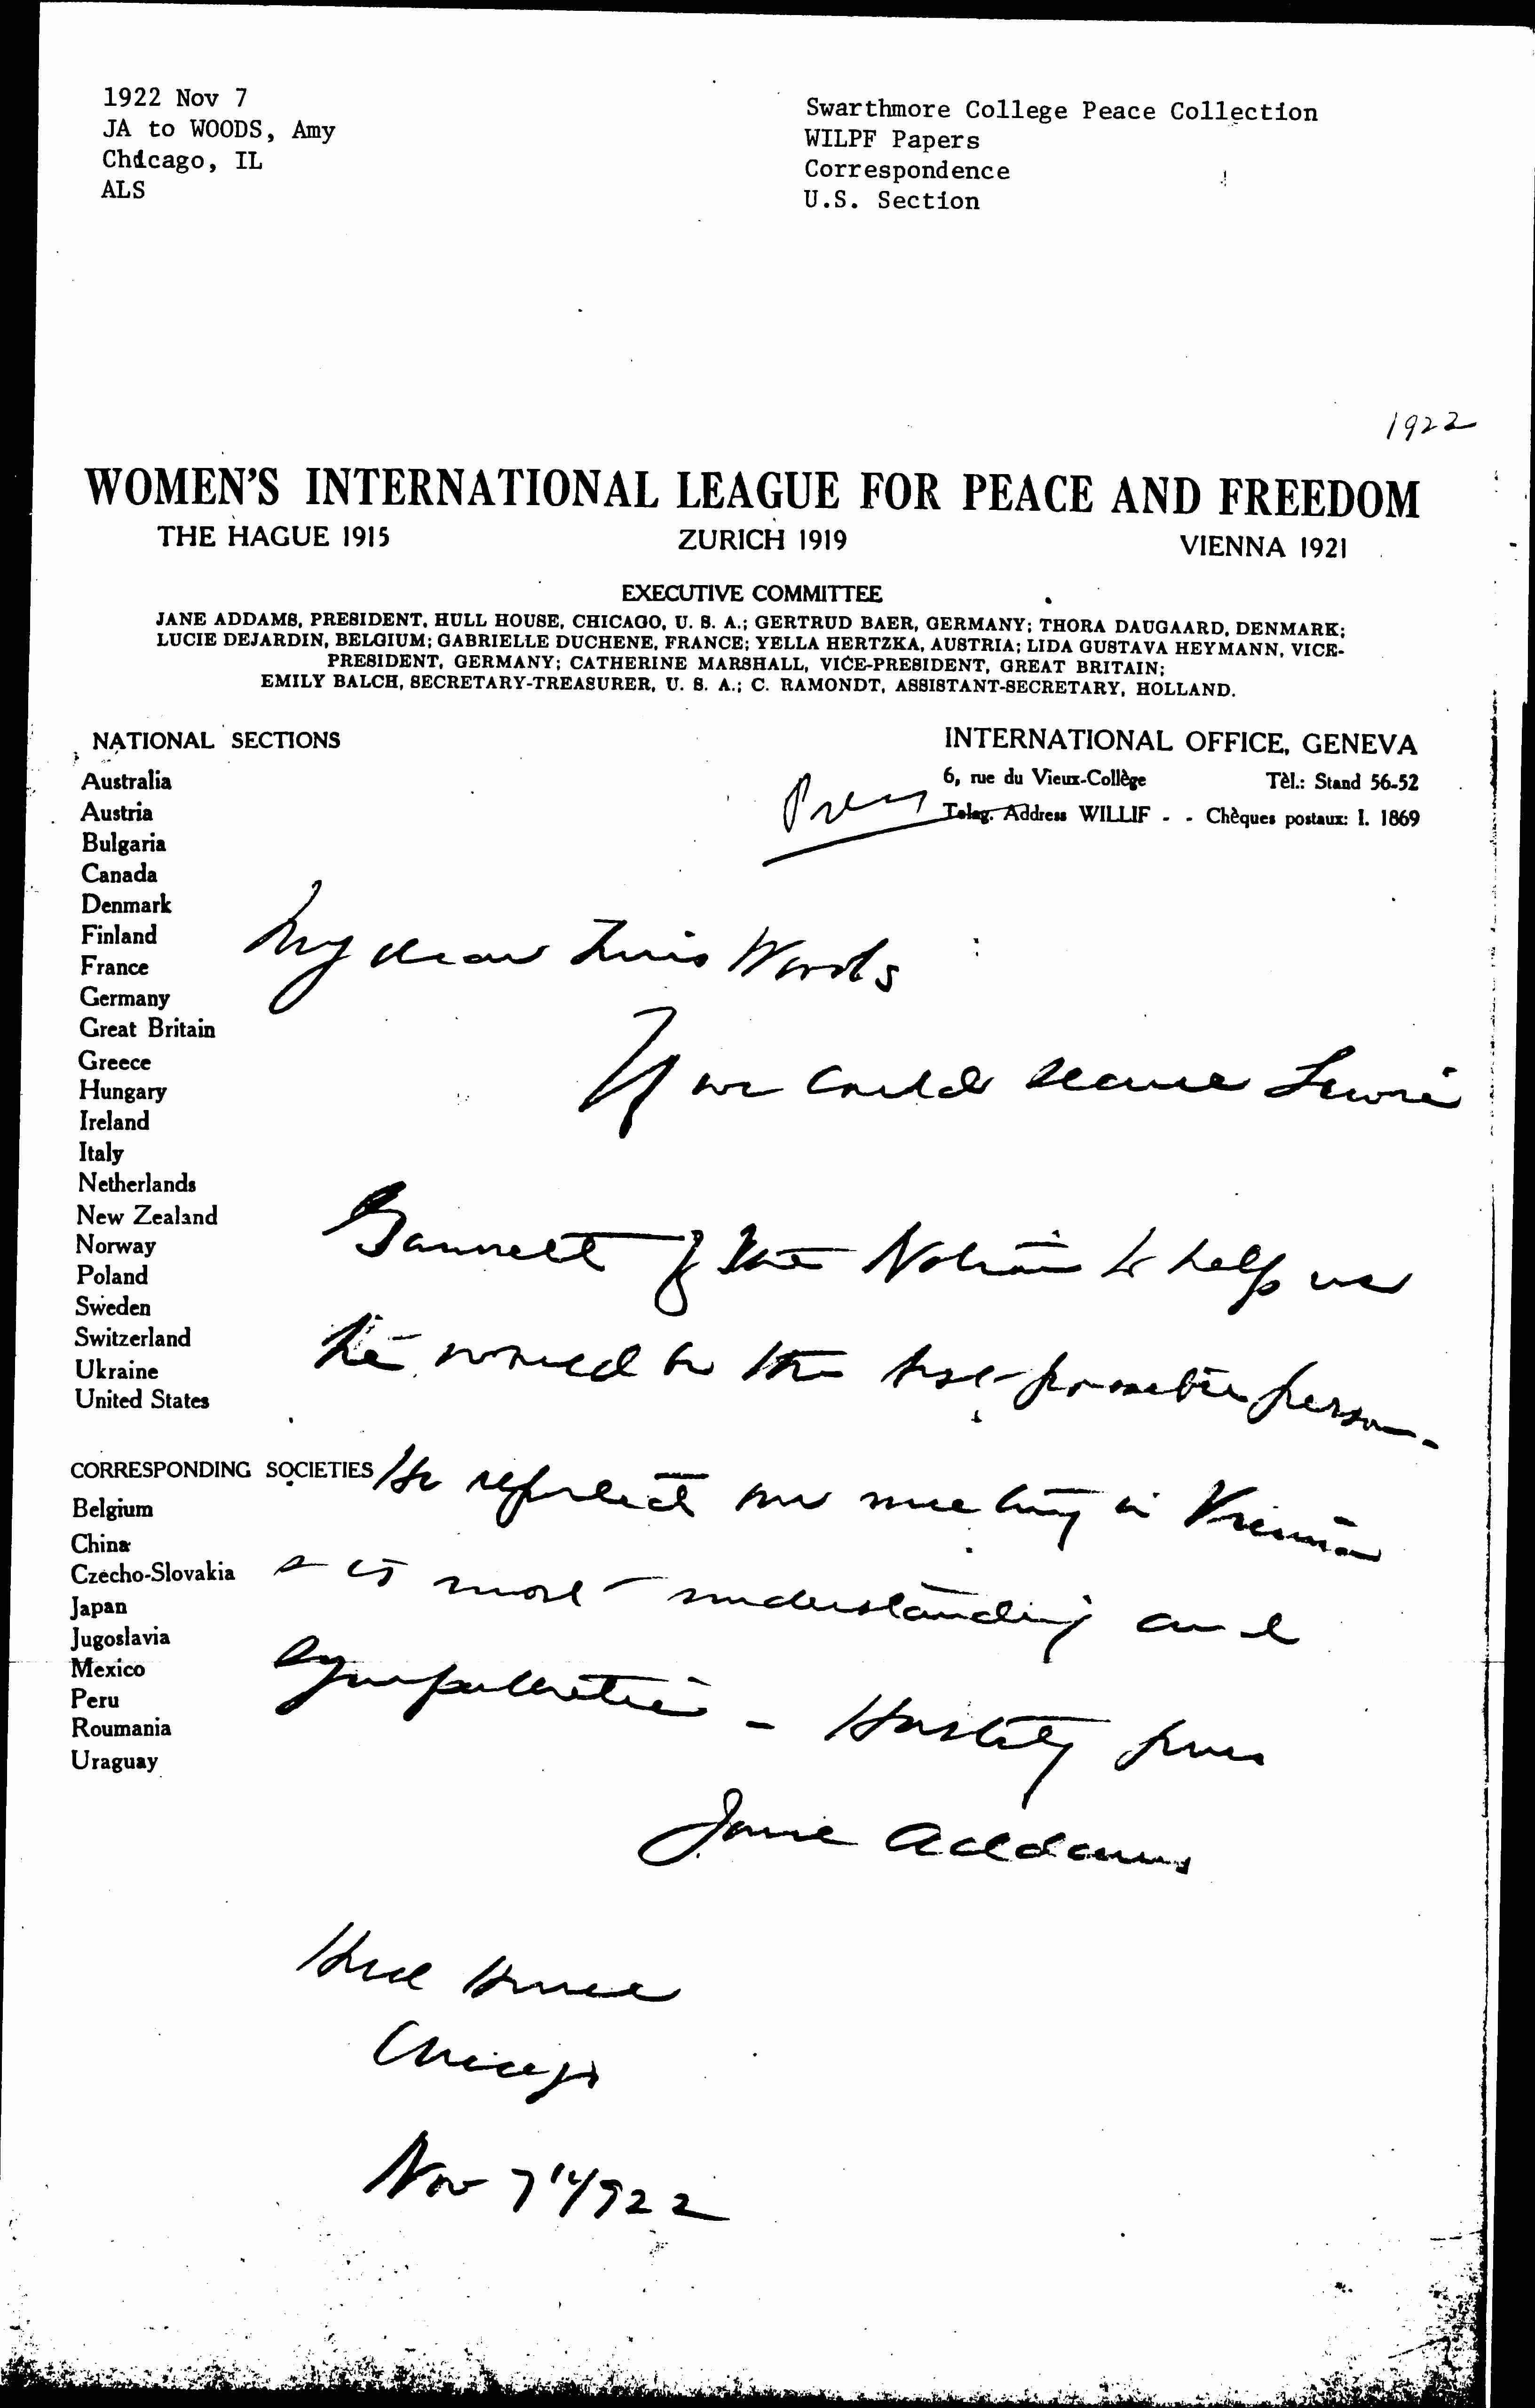 1922 Nov 7
JA to WOODS, Amy
Chicago, IL
ALS
Swarthmore College Peace Collection
WILPF Papers
Correspondence
U.S. Section
1922
WOMEN'S INTERNATIONAL LEAGUE FOR PEACE AND FREEDOM
THE HAGUE 1915 ZURICH 1919 VIENNA 1921
EXECUTIVE COMMITTEE
JANE ADDAMS, PRESIDENT, HULL HOUSE, CHICAGO, U. S. A.; GERTRUD BAER, GERMANY; THORA DAUGAARD, DENMARK;
LUCIE DEJARDIN, BELGIUM; GABRIELLE DUCHENE, FRANCE; YELLA HERTZKA, AUSTRIA; LIDA GUSTAVA HEYMANN, VICE-
PRESIDENT, GERMANY; CATHERINE MARSHALL, VICE-PRESIDENT, GREAT BRITAIN;
EMILY BALCH, SECRETARY-TREASURER, U. S. A.; C. RAMONDT, ASSISTANT-SECRETARY, HOLLAND.
INTERNATIONAL OFFICE, GENEVA
6, rue du Vieux-Collège Tèl.: Stand 56-52
Teleg. Address WILLIF - - Chèques postaux: I. 1869
NATIONAL SECTIONS
Australia
Austria
Bulgaria
Canada
Denmark
Finland
France
Germany
Great Britain
Greece
Hungary
Ireland
Italy
Netherlands
New Zealand
Norway
Poland
Sweden
Switzerland
Ukraine
United States
CORRESPONDING SOCIETIES
Belgium
China
Czecho-Slovakia
Japan
Jugoslavia
Mexico
Peru
Roumania
Uraguay
My dear Miss Woods
If we could secure Lewis
Gannett of the Nation to help us
he would be the best possible person.
He reported our meeting in Vienna
& is most understanding and
sympathetic - Hastily yours
Jane Addams
Hull House
Chicago
Nov 7" 1922